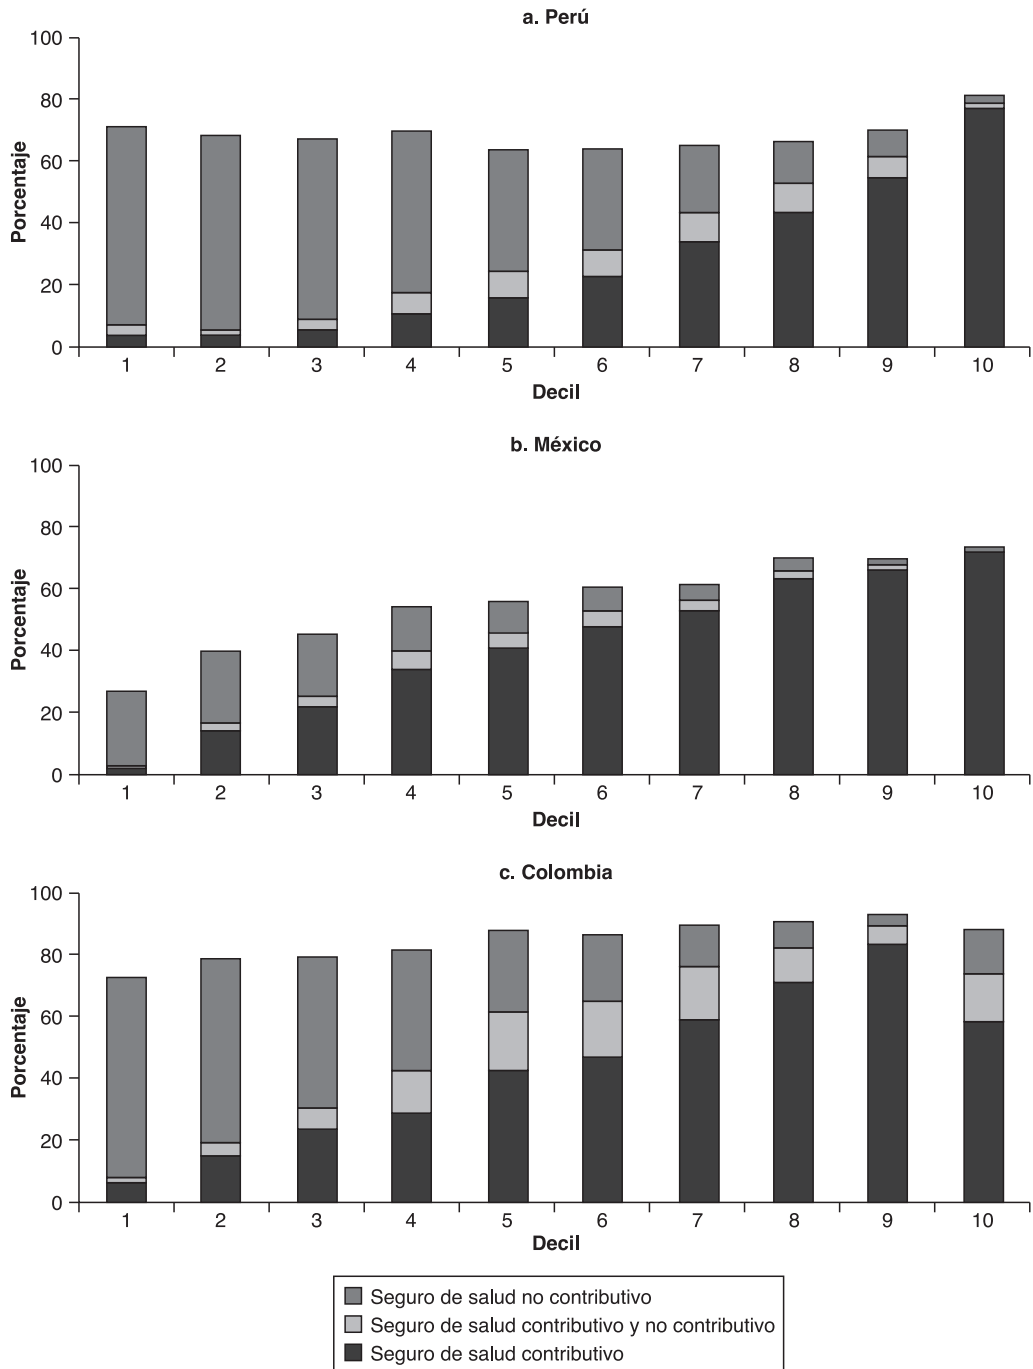 a. Perú
100
80
60
40
20
0
Porcentaje
1 2 3 4 5 6 7 8 9 10
Decil
b. México
100
80
60
40
20
0
Porcentaje
1 2 3 4 5 6 7 8 9 10
Decil
c. Colombia
100
80
60
40
20
0
Porcentaje
1 2 3 4 5 6 7 8 9 10
Decil
Seguro de salud no contributivo
Seguro de salud contributivo y no contributivo
Seguro de salud contributivo